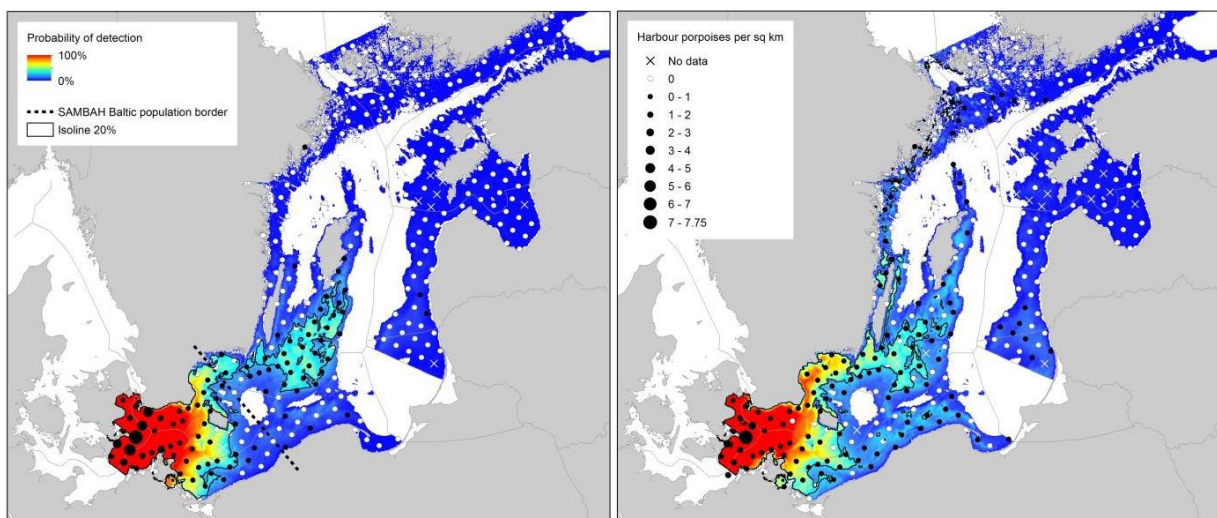 Probability of detection
100%
0%
SAMBAH Baltic population border
Isoline 20%
Harbour porpoises per sq km
No data
0
0 - 1
1 - 2
2 - 3
3 - 4
4 - 5
5 - 6
6 - 7
7 - 7.75